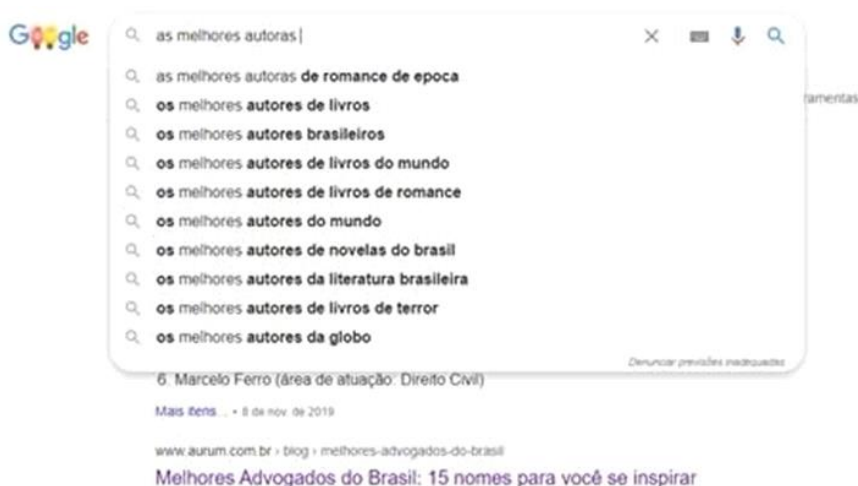 Google
as melhores autoras
as melhores autoras de romance de epoca
ramentas
os melhores autores de livros
os melhores autores brasileiros
os melhores autores de livros do mundo
os melhores autores de livros de romance
os melhores autores do mundo
os melhores autores de novelas do brasil
os melhores autores da literatura brasileira
os melhores autores de livros de terror
os melhores autores da globo
Denunciar previsões inadequadas
6. Marcelo Ferro (área de atuação: Direito Civil)
Mais itens... • 8 de nov. de 2019
www.aurum.com.br › blog › melhores-advogados-do-brasil
Melhores Advogados do Brasil: 15 nomes para você se inspirar